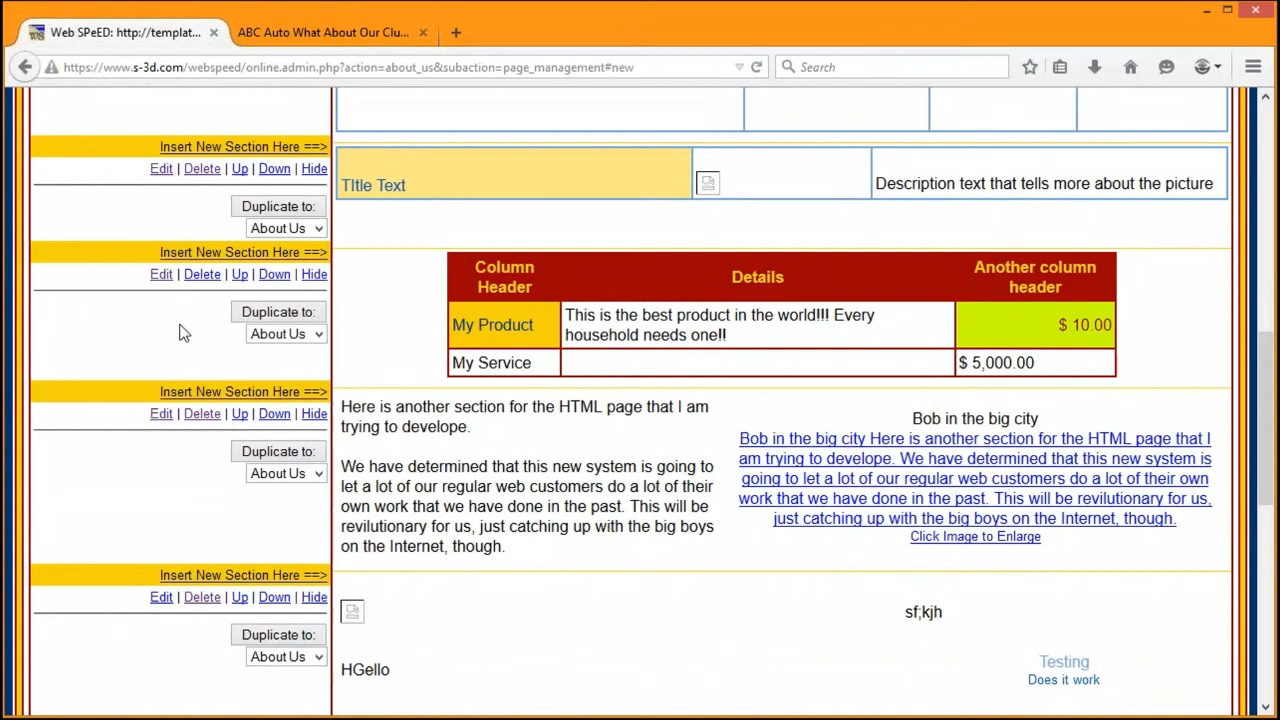 Web SPeED: http://templat...
ABC Auto What About Our Clu...
https://www.s-3d.com/webspeed/online.admin.php?action=about_us&subaction=page_management#new
Search
Insert New Section Here ==>
Edit | Delete | Up | Down | Hide
Duplicate to:
About Us
TItle Text
Description text that tells more about the picture
Insert New Section Here ==>
Edit | Delete | Up | Down | Hide
Duplicate to:
About Us
Column
Header
Details
Another column
header
My Product
This is the best product in the world!!! Every
household needs one!!
$ 10.00
My Service
$ 5,000.00
Insert New Section Here ==>
Edit | Delete | Up | Down | Hide
Duplicate to:
About Us
Here is another section for the HTML page that I am
trying to develope.
We have determined that this new system is going to
let a lot of our regular web customers do a lot of their
own work that we have done in the past. This will be
revilutionary for us, just catching up with the big boys
on the Internet, though.
Bob in the big city
Bob in the big city Here is another section for the HTML page that I
am trying to develope. We have determined that this new system is
going to let a lot of our regular web customers do a lot of their own
work that we have done in the past. This will be revilutionary for us,
just catching up with the big boys on the Internet, though.
Click Image to Enlarge
Insert New Section Here ==>
Edit | Delete | Up | Down | Hide
Duplicate to:
About Us
sf;kjh
HGello
Testing
Does it work